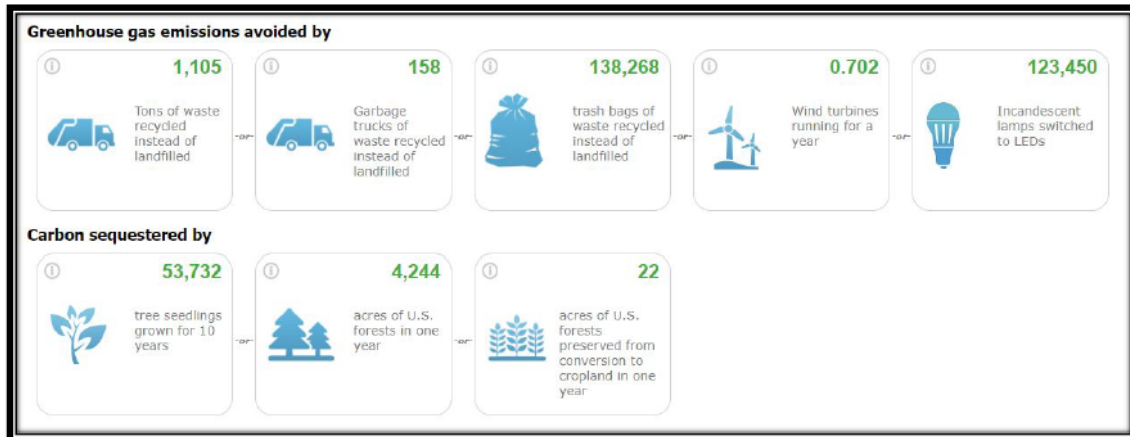 Greenhouse gas emissions avoided by
1,105
Tons of waste
recycled
instead of
landfilled
-or-
158
Garbage
trucks of
waste recycled
instead of
landfilled
-or-
138,268
trash bags of
waste recycled
instead of
landfilled
-or-
0.702
Wind turbines
running for a
year
-or-
123,450
Incandescent
lamps switched
to LEDs
Carbon sequestered by
53,732
tree seedlings
grown for 10
years
-or-
4,244
acres of U.S.
forests in one
year
-or-
22
acres of U.S.
forests
preserved from
conversion to
cropland in one
year